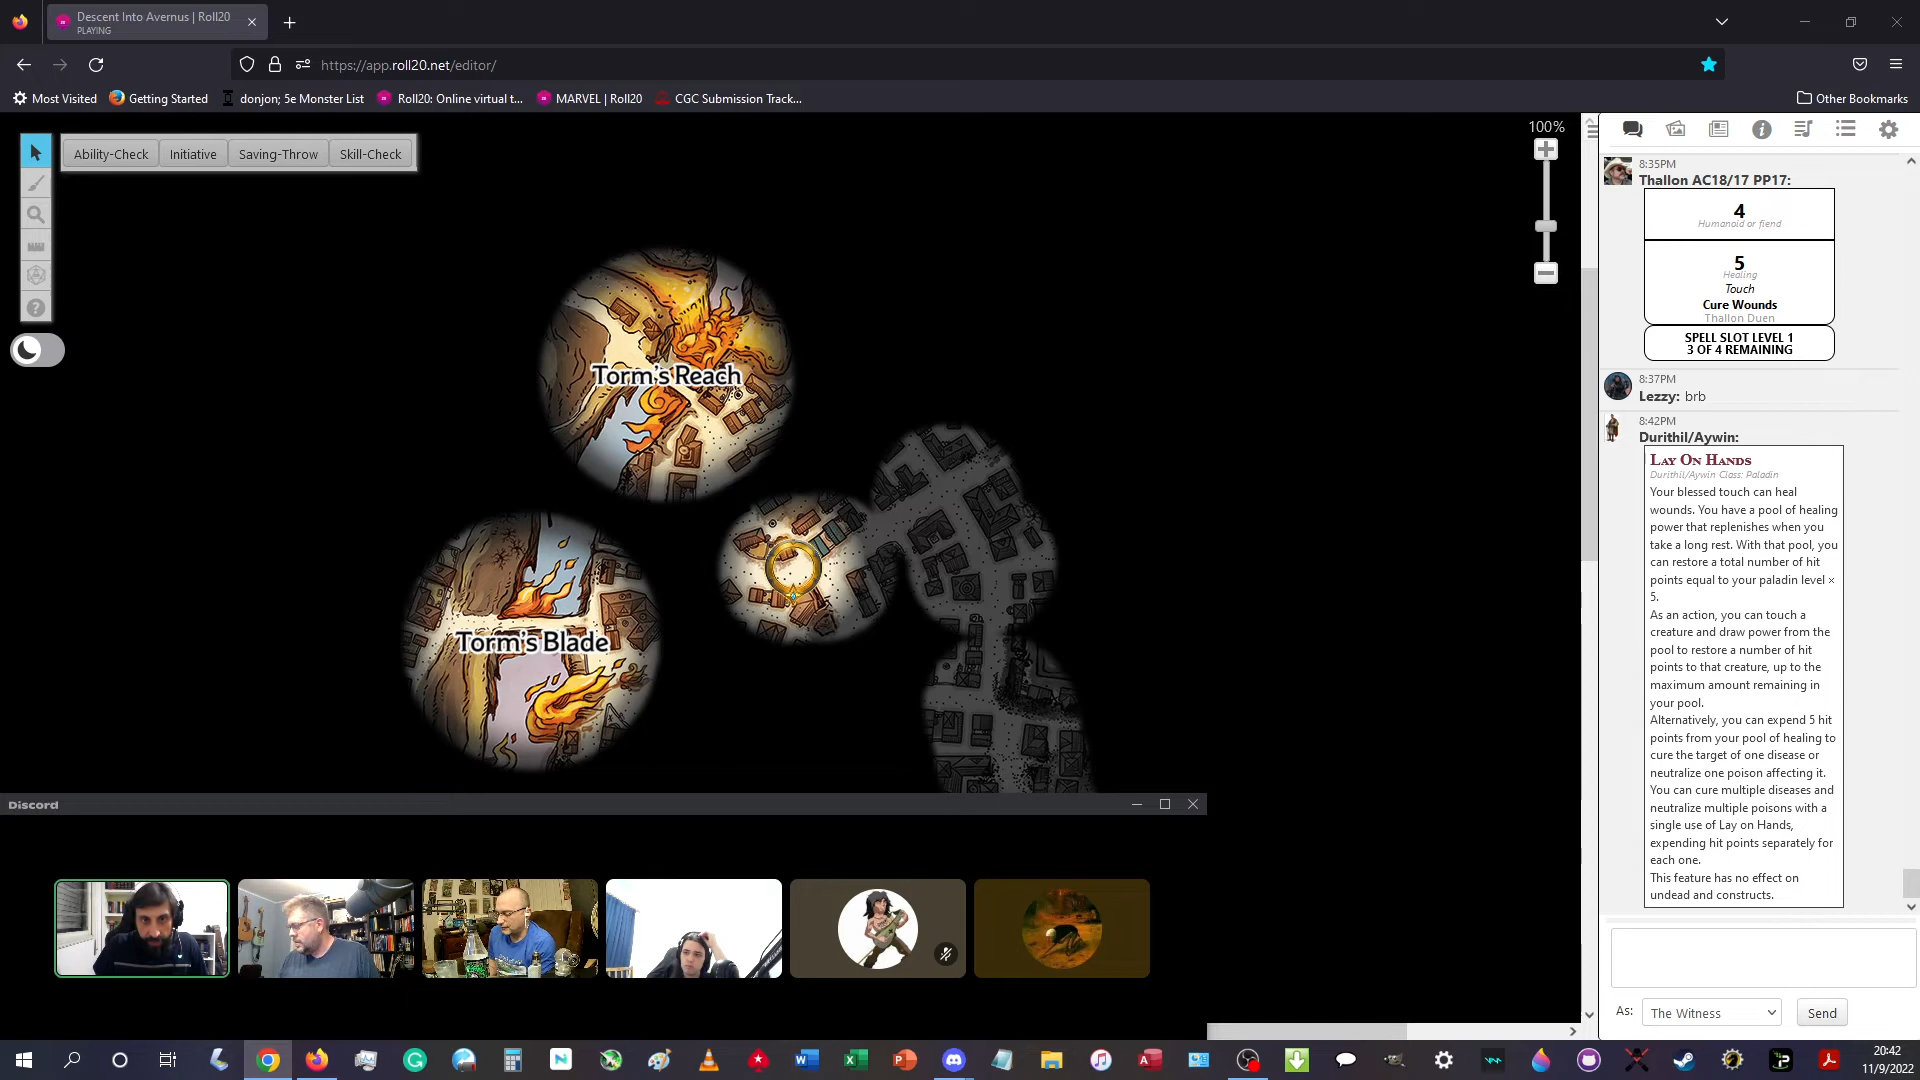 Descent Into Avernus | Roll20
PLAYING
https://app.roll20.net/editor/
Most Visited
Getting Started
donjon; 5e Monster List
Roll20: Online virtual t...
MARVEL | Roll20
CGC Submission Track...
Other Bookmarks
Ability-Check
Initiative
Saving-Throw
Skill-Check
100%
Torm's Reach
Torm's Blade
8:35PM
Thallon AC18/17 PP17:
4
Humanoid or fiend
5
Healing
Touch
Cure Wounds
Thallon Duen
SPELL SLOT LEVEL 1
3 OF 4 REMAINING
8:37PM
Lezzy: brb
8:42PM
Durithil/Aywin:
LAY ON HANDS
Durithil/Aywin Class: Paladin
Your blessed touch can heal
wounds. You have a pool of healing
power that replenishes when you
take a long rest. With that pool, you
can restore a total number of hit
points equal to your paladin level ×
5.
As an action, you can touch a
creature and draw power from the
pool to restore a number of hit
points to that creature, up to the
maximum amount remaining in
your pool.
Alternatively, you can expend 5 hit
points from your pool of healing to
cure the target of one disease or
neutralize one poison affecting it.
You can cure multiple diseases and
neutralize multiple poisons with a
single use of Lay on Hands,
expending hit points separately for
each one.
This feature has no effect on
undead and constructs.
As:
The Witness
Send
Discord
20:42
11/9/2022